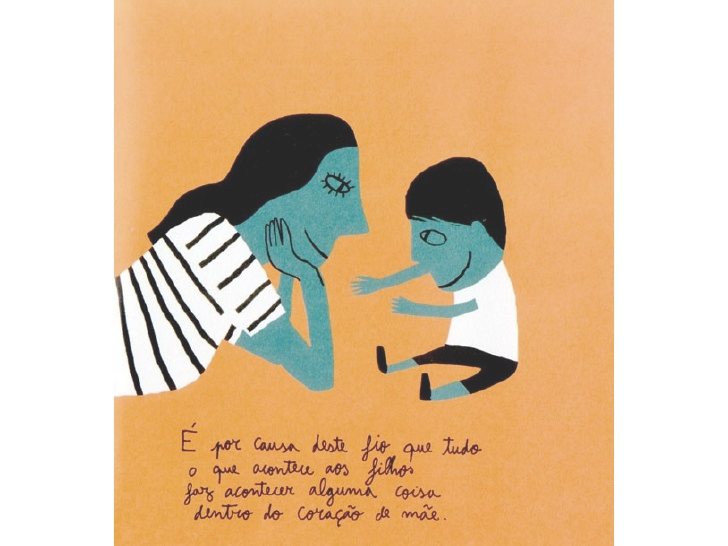 É por causa deste fio que tudo
o que acontece aos filhos
faz acontecer alguma coisa
dentro do coração de mãe.